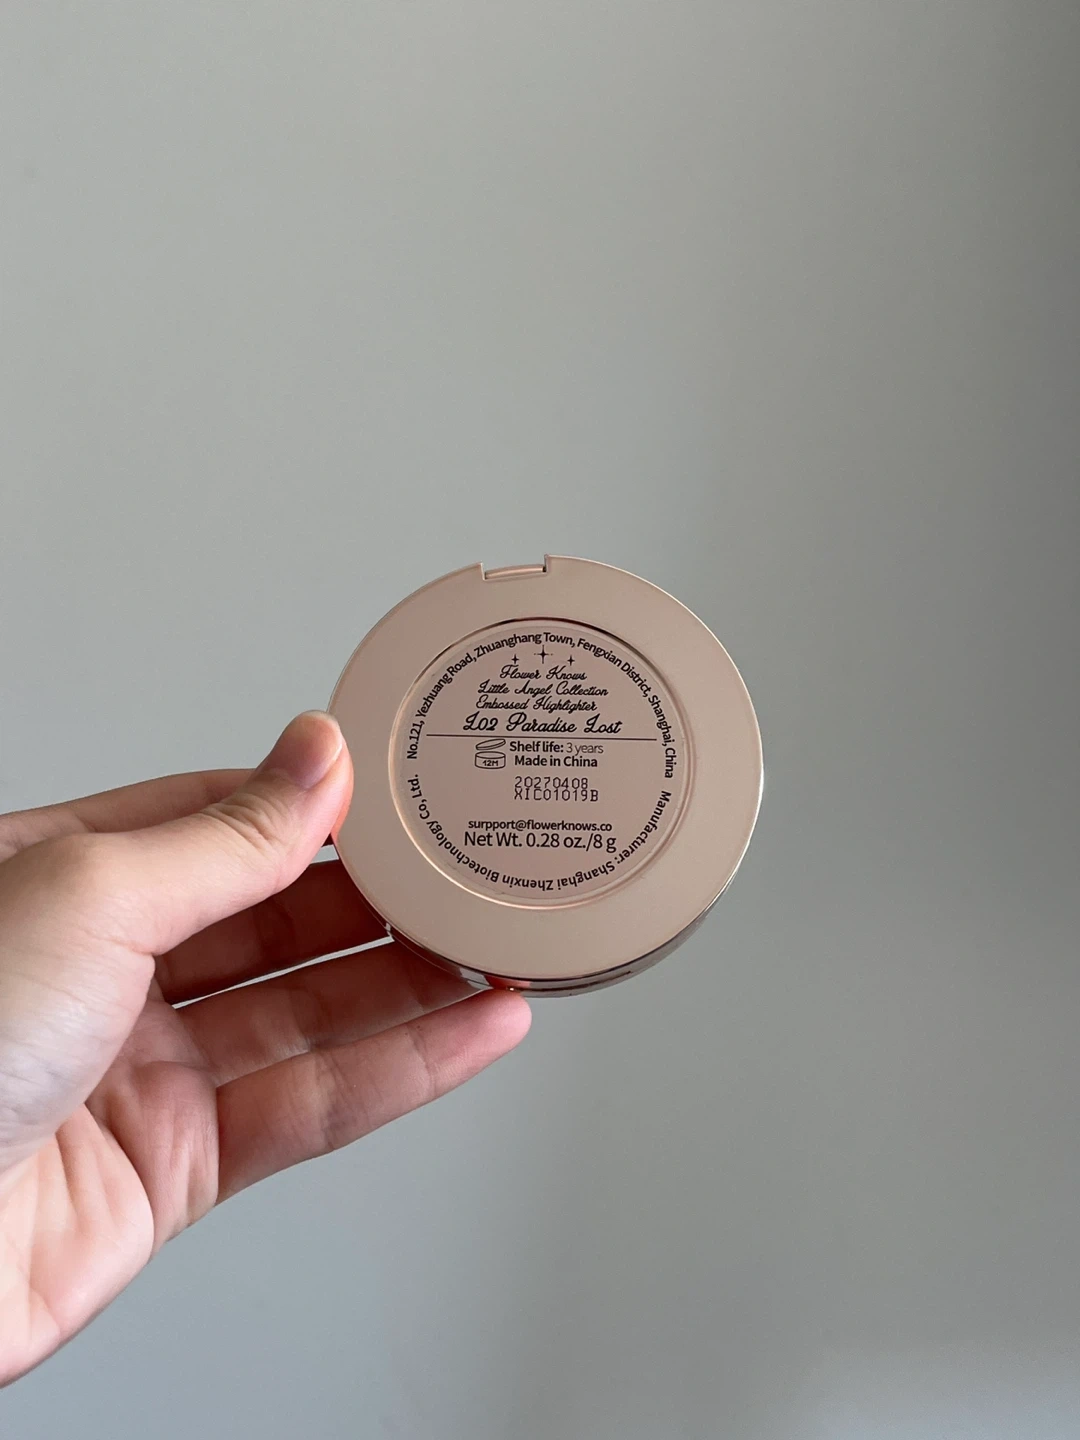 No.121, Yezhuang Road, Zhuanghang Town, Fengxian District, Shanghai, China
Manufacturer: Shanghai Zhenxin Biotechnology Co., Ltd.
Flower Knows
Little Angel Collection
Embossed Highlighter
L02 Paradise Lost
12M
Shelf life: 3 years
Made in China
20270408
XIC01019B
surpport@flowerknows.co
Net Wt. 0.28 oz./8 g